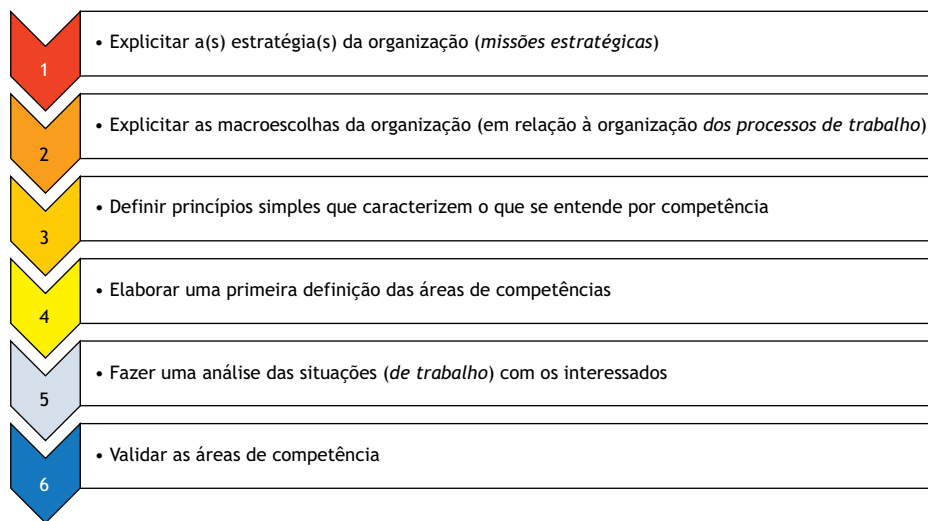 1
• Explicitar a(s) estratégia(s) da organização (missões estratégicas)
2
• Explicitar as macroescolhas da organização (em relação à organização dos processos de trabalho)
3
• Definir princípios simples que caracterizem o que se entende por competência
4
• Elaborar uma primeira definição das áreas de competências
5
• Fazer uma análise das situações (de trabalho) com os interessados
6
• Validar as áreas de competência